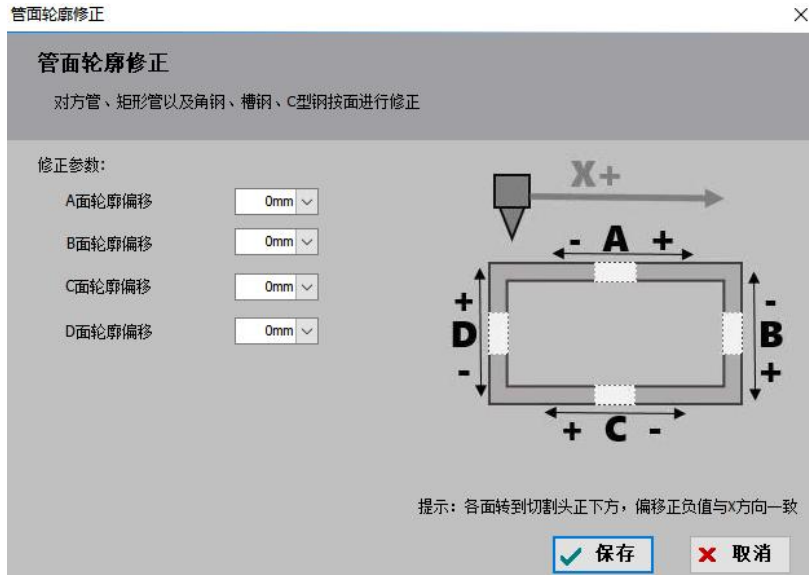 管面轮廓修正
管面轮廓修正
对方管、矩形管以及角钢、槽钢、C型钢按面进行修正
修正参数:
A面轮廓偏移 0mm
B面轮廓偏移 0mm
C面轮廓偏移 0mm
D面轮廓偏移 0mm
X+
- A +
+
D
-
-
B
+
+ C -
提示：各面转到切割头正下方，偏移正负值与X方向一致
保存 取消